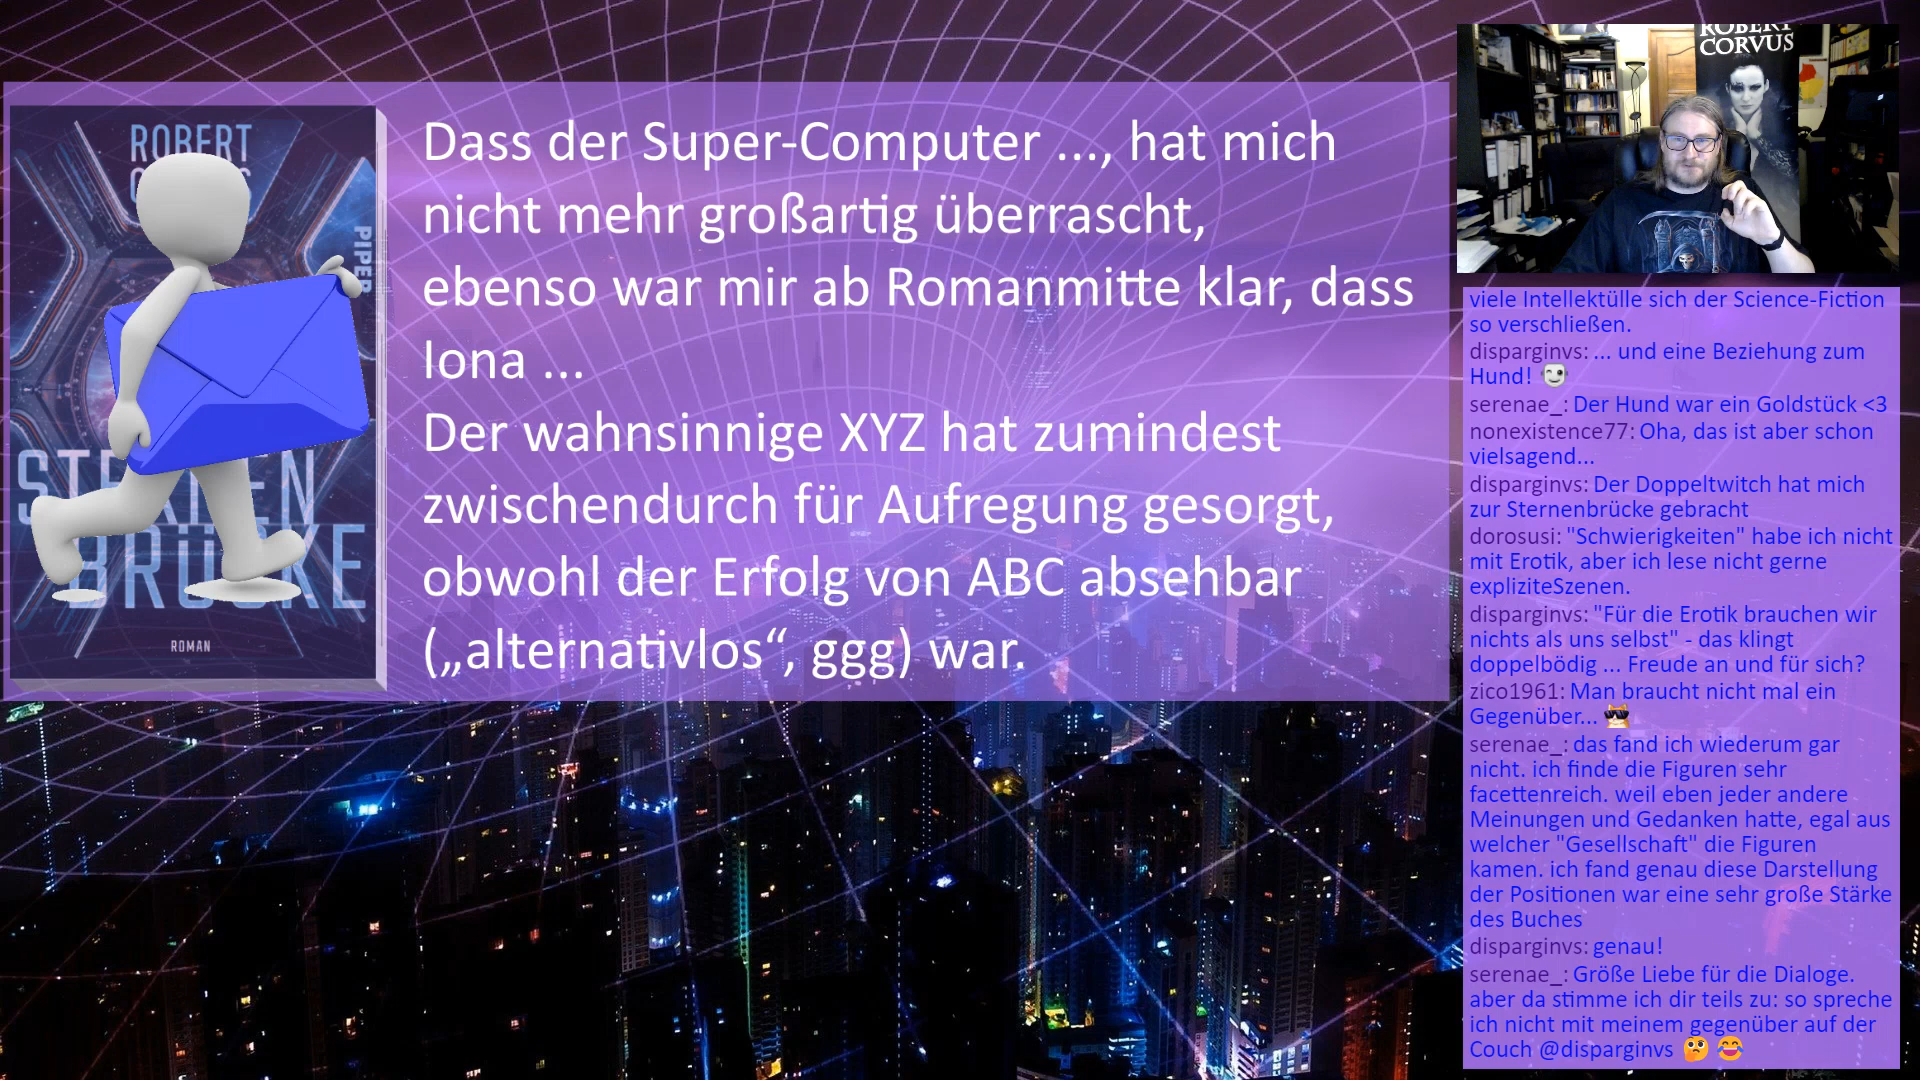 ROBERT
PIPER
STERNEN
BRÜCKE
ROMAN
Dass der Super-Computer ..., hat mich
nicht mehr großartig überrascht,
ebenso war mir ab Romanmitte klar, dass
Iona ...
Der wahnsinnige XYZ hat zumindest
zwischendurch für Aufregung gesorgt,
obwohl der Erfolg von ABC absehbar
(„alternativlos“, ggg) war.
ROBERT
CORVUS
viele Intellektülle sich der Science-Fiction
so verschließen.
disparginvs: ... und eine Beziehung zum
Hund!
serenae_: Der Hund war ein Goldstück <3
nonexistence77: Oha, das ist aber schon
vielsagend...
disparginvs: Der Doppeltwitch hat mich
zur Sternenbrücke gebracht
dorosusi: "Schwierigkeiten" habe ich nicht
mit Erotik, aber ich lese nicht gerne
expliziteSzenen.
disparginvs: "Für die Erotik brauchen wir
nichts als uns selbst" - das klingt
doppelbödig ... Freude an und für sich?
zico1961: Man braucht nicht mal ein
Gegenüber...
serenae_: das fand ich wiederum gar
nicht. ich finde die Figuren sehr
facettenreich. weil eben jeder andere
Meinungen und Gedanken hatte, egal aus
welcher "Gesellschaft" die Figuren
kamen. ich fand genau diese Darstellung
der Positionen war eine sehr große Stärke
des Buches
disparginvs: genau!
serenae_: Größe Liebe für die Dialoge.
aber da stimme ich dir teils zu: so spreche
ich nicht mit meinem gegenüber auf der
Couch @disparginvs